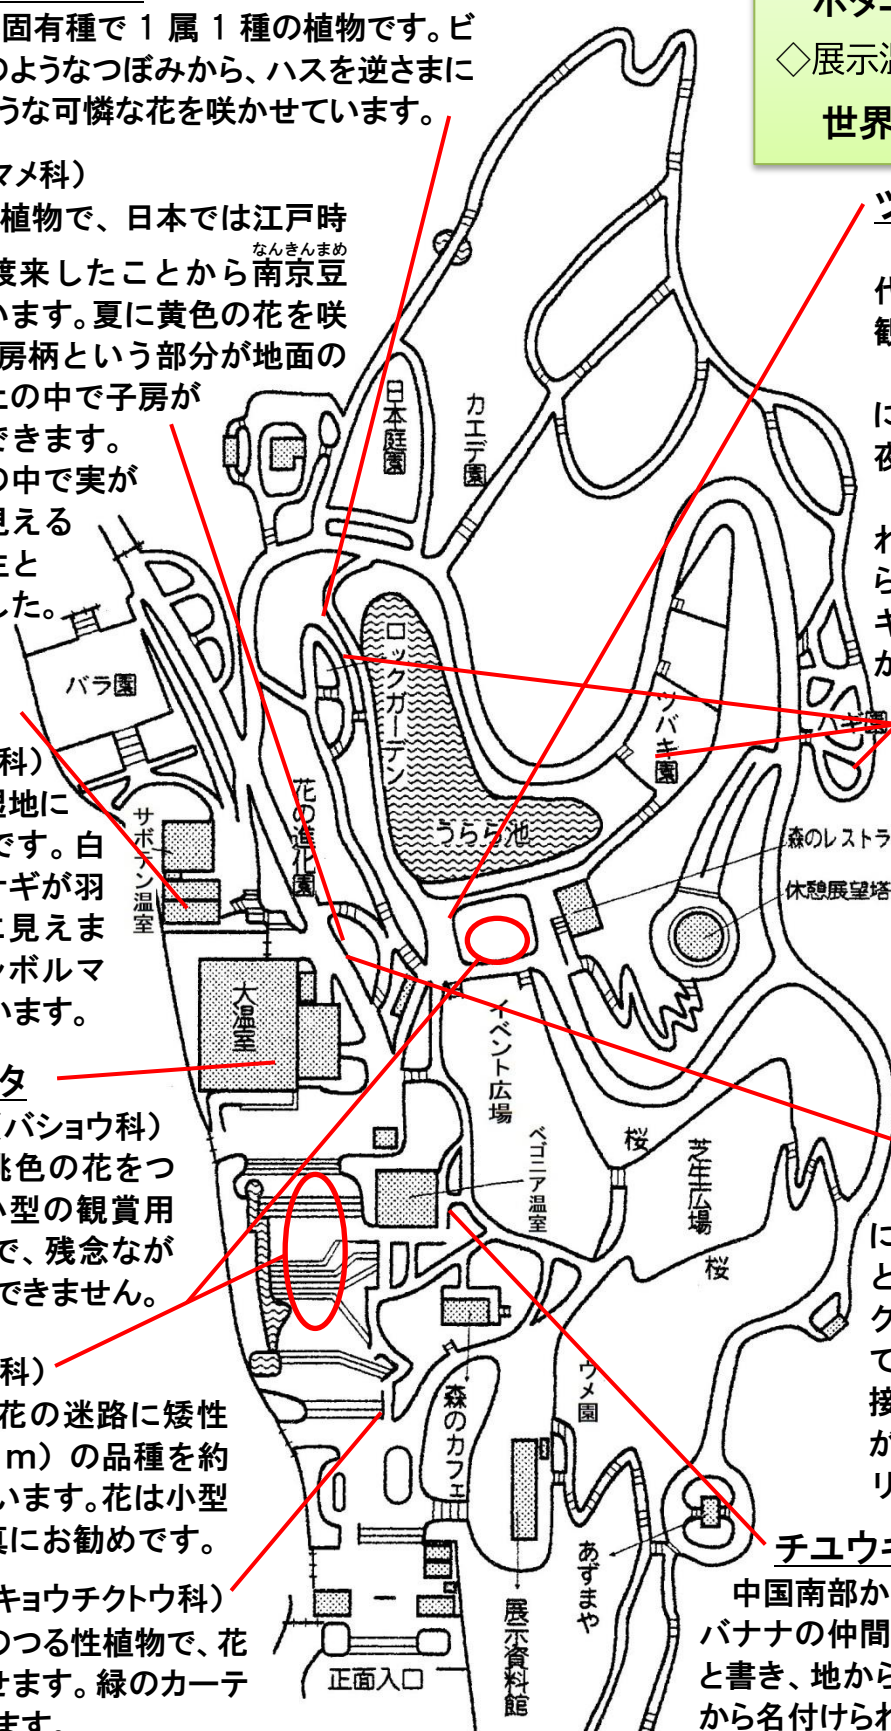 固有種で 1 属 1 種の植物です。ビ
のようなつぼみから、ハスを逆さまに
うな可憐な花を咲かせています。
マメ科）
植物で、日本では江戸時
渡来したことから南京豆
なんきんまめ
います。夏に黄色の花を咲
房柄という部分が地面の
土の中で子房が
できます。
の中で実が
見える
生と
した。
科）
湿地に
です。白
ナギが羽
に見えま
ンボルマ
います。
タ
（バショウ科）
桃色の花をつ
小型の観賞用
で、残念なが
できません。
科）
花の迷路に矮性
ｍ）の品種を約
います。花は小型
真にお勧めです。
キョウチクトウ科）
のつる性植物で、花
せます。緑のカーテ
ます。
◇展示温
世界
ツ
代
観
に
夜
れ
ら
キ
か
日本庭園
カエデ園
バラ園
ロックガーデン
ツバキ園
ハギ園
サボテン温室
花の進化園
うらら池
森のレストラ
休憩展望塔
大温室
イベント広場
ベゴニア温室
桜
芝生広場
桜
ウメ園
森のカフェ
あずまや
展示資料館
正面入口
に
と
ク
て
接
が
リ
チユウキ
中国南部か
バナナの仲間
と書き、地から
から名付けられ